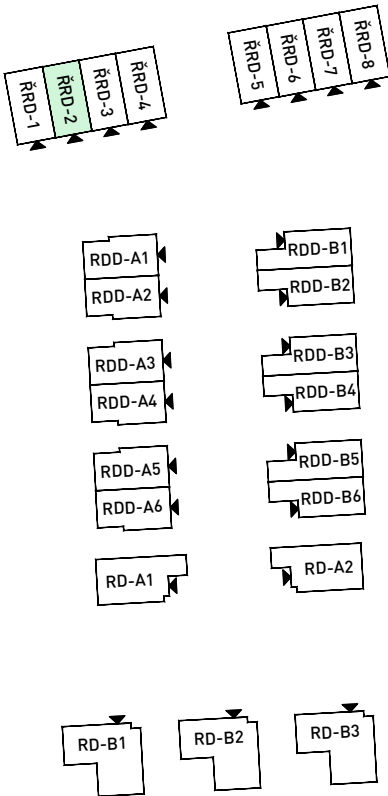 ŘRD-1
ŘRD-2
ŘRD-3
ŘRD-4
ŘRD-5
ŘRD-6
ŘRD-7
ŘRD-8
RDD-A1
RDD-A2
RDD-B1
RDD-B2
RDD-A3
RDD-A4
RDD-B3
RDD-B4
RDD-A5
RDD-A6
RDD-B5
RDD-B6
RD-A1
RD-A2
RD-B1
RD-B2
RD-B3